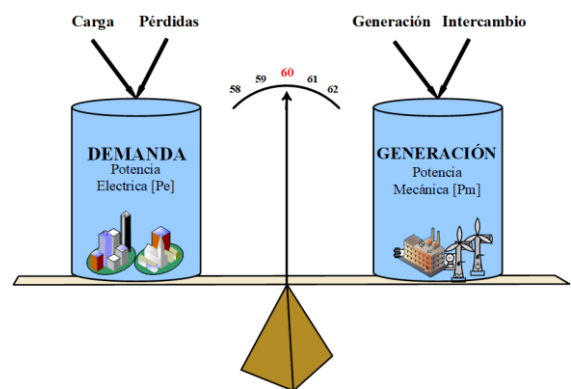 Carga Pérdidas
Generación Intercambio
58 59 60 61 62
DEMANDA
Potencia
Electrica [Pe]
GENERACIÓN
Potencia
Mecánica [Pm]